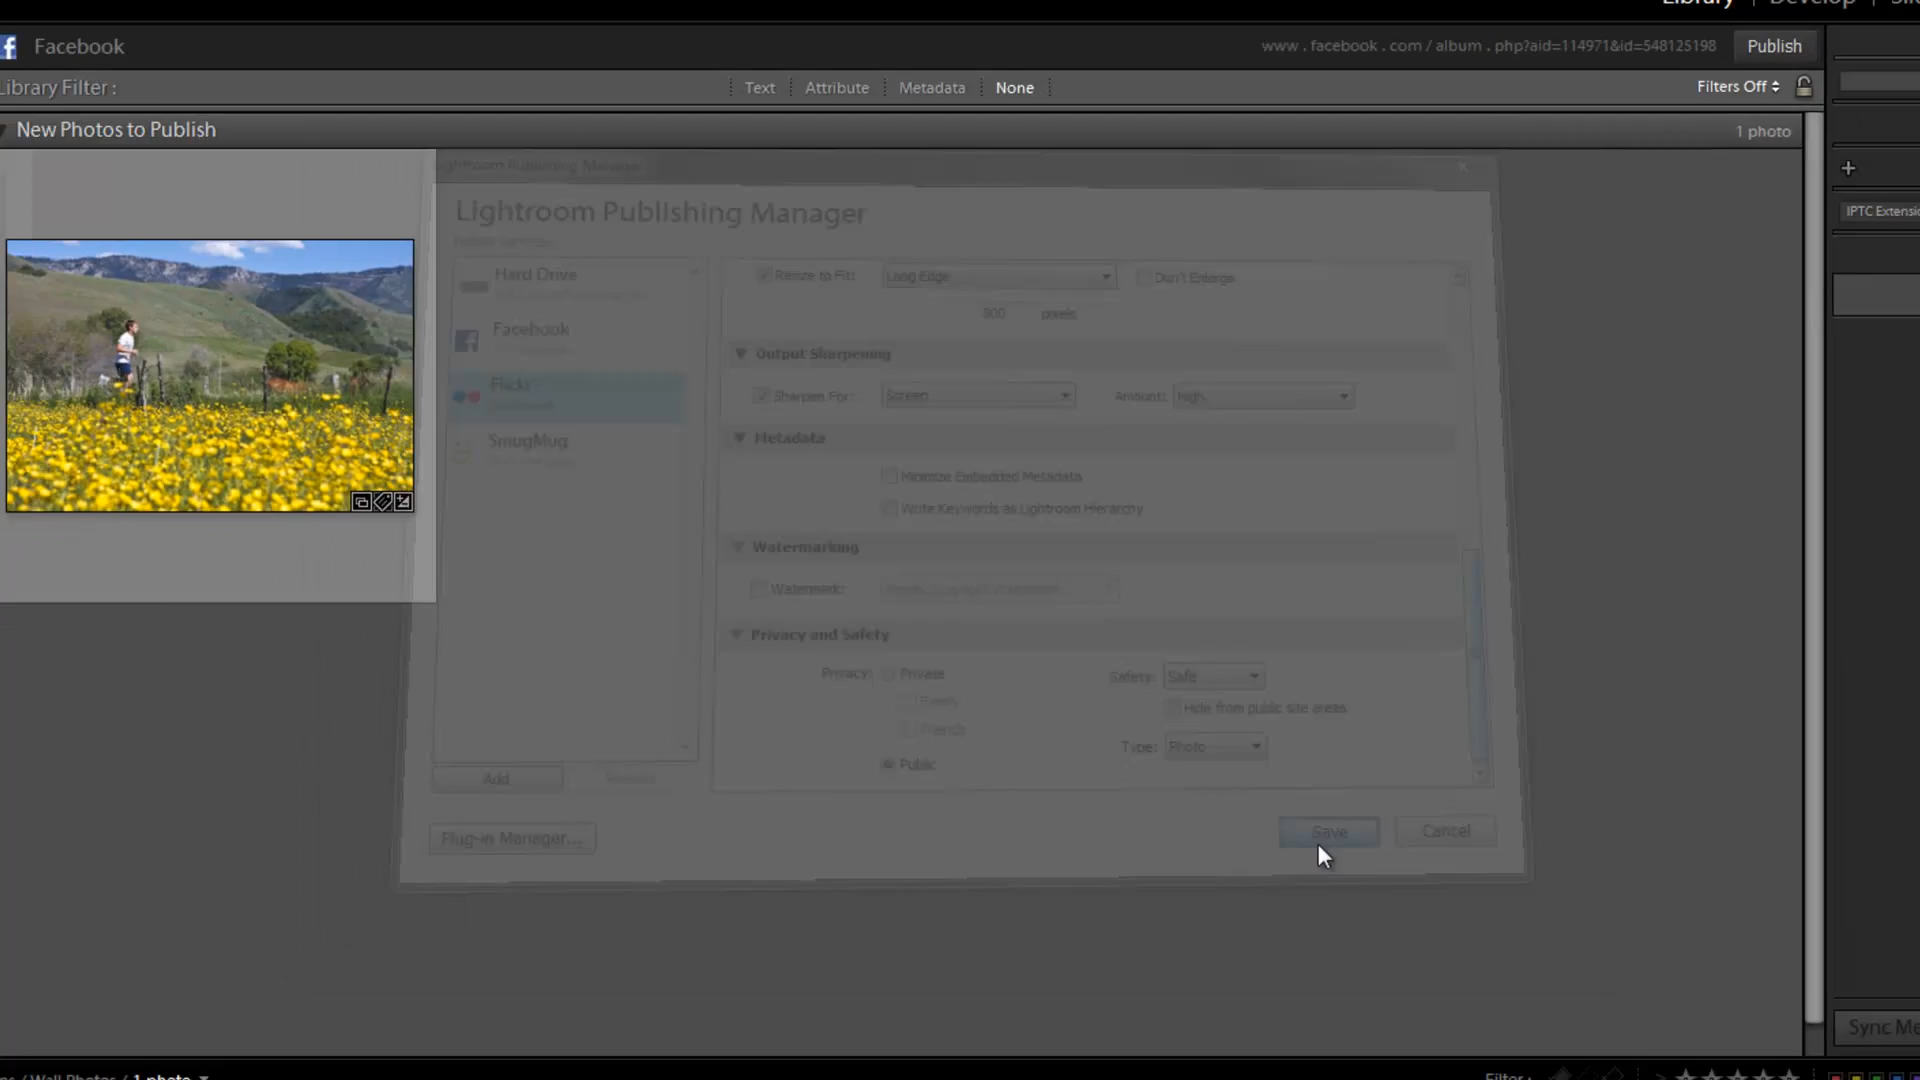 Library | Develop |
Facebook
www . facebook . com / album . php?aid=114971&id=548125198
Publish
Library Filter :
Text
Attribute
Metadata
None
Filters Off
New Photos to Publish
1 photo
Lightroom Publishing Manager
Lightroom Publishing Manager
Hard Drive
Facebook
Flickr
SmugMug
Add
Plug-in Manager...
Resize to Fit:
Long Edge
Don't Enlarge
800
pixels
Output Sharpening
Sharpen For:
Screen
Amount:
High
Metadata
Minimize Embedded Metadata
Write Keywords as Lightroom Hierarchy
Watermarking
Watermark:
Privacy and Safety
Privacy:
Private
Family
Friends
Public
Safety:
Safe
Hide from public site areas
Type:
Photo
Save
Cancel
IPTC
Sync
Wall Photos / 1 photo
Filter :